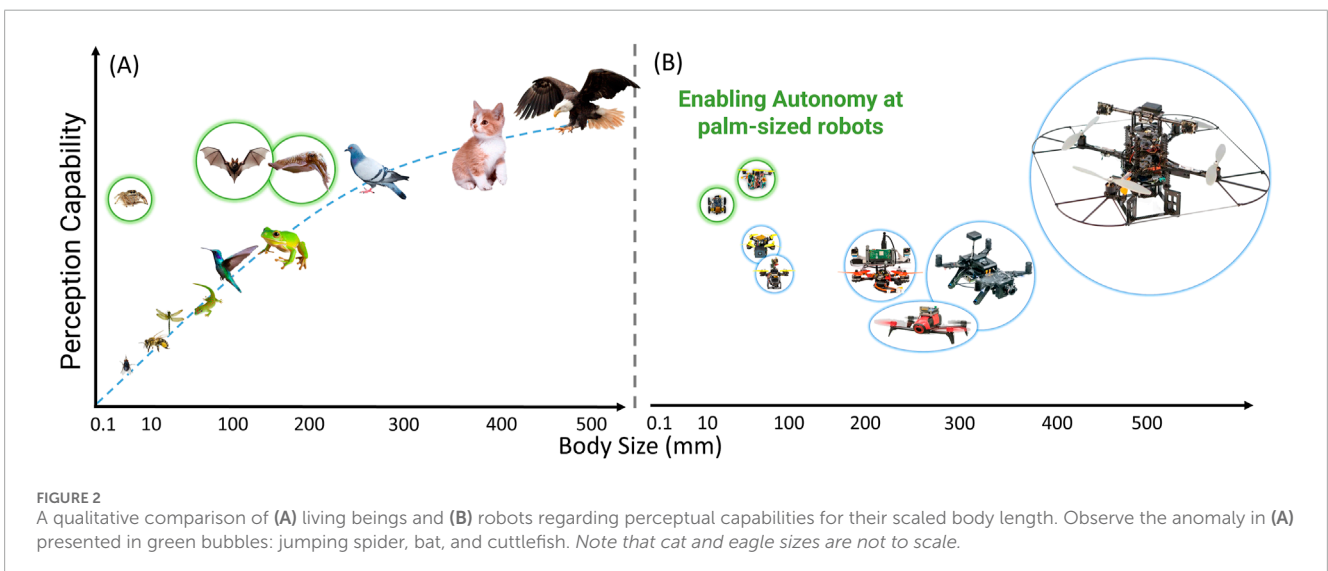 (A)
(B)
Enabling Autonomy at
palm-sized robots
Perception Capability
0.1 10 100 200 300 400 500
0.1 10 100 200 300 400 500
Body Size (mm)
FIGURE 2
A qualitative comparison of (A) living beings and (B) robots regarding perceptual capabilities for their scaled body length. Observe the anomaly in (A)
presented in green bubbles: jumping spider, bat, and cuttlefish. Note that cat and eagle sizes are not to scale.